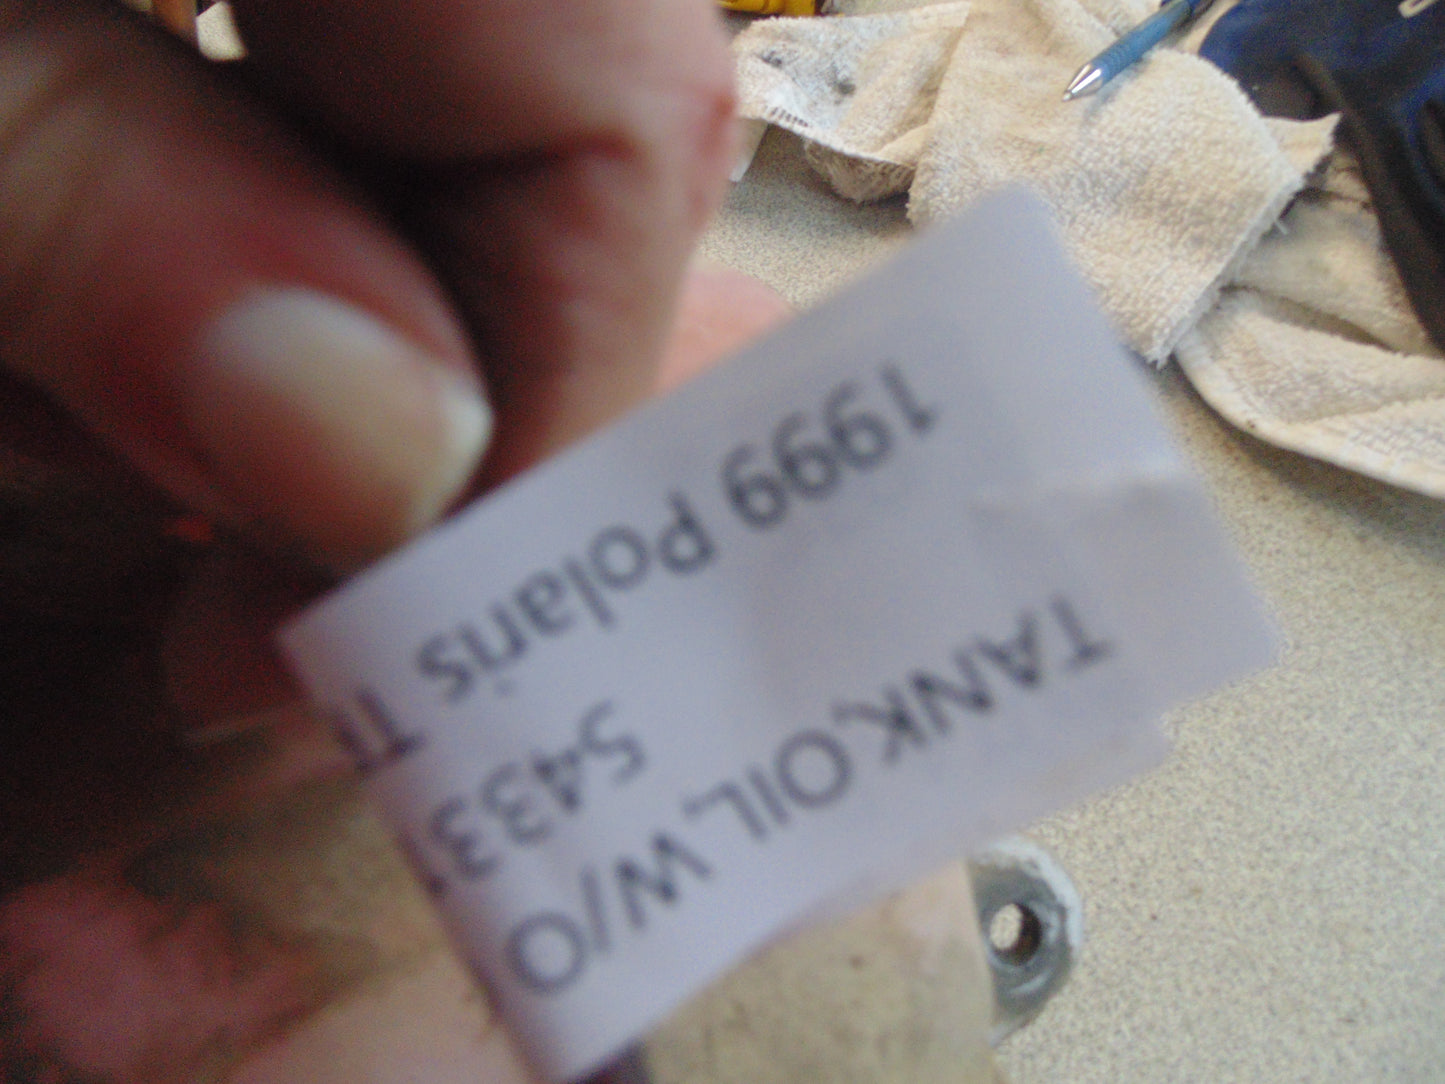 1999 Polaris
5433
TANK,OIL, W/O